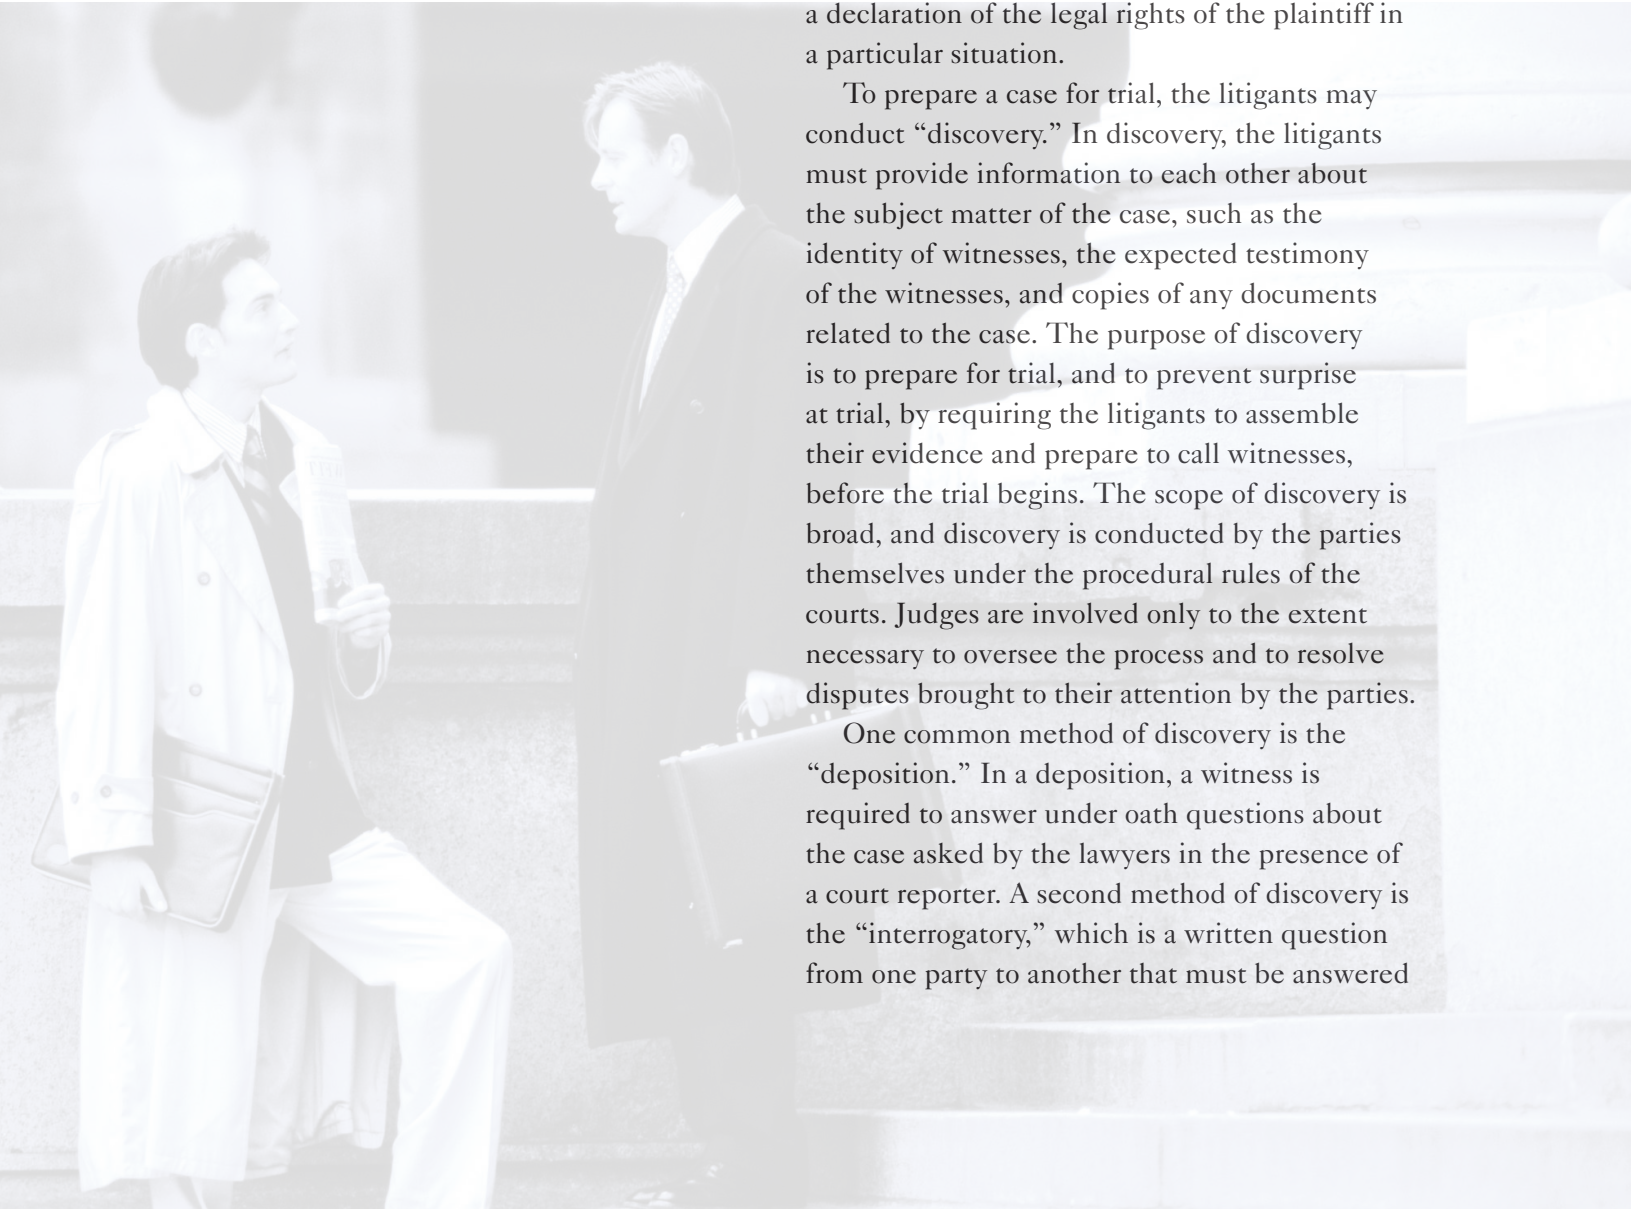 a declaration of the legal rights of the plaintiff in
a particular situation.
To prepare a case for trial, the litigants may
conduct “discovery.” In discovery, the litigants
must provide information to each other about
the subject matter of the case, such as the
identity of witnesses, the expected testimony
of the witnesses, and copies of any documents
related to the case. The purpose of discovery
is to prepare for trial, and to prevent surprise
at trial, by requiring the litigants to assemble
their evidence and prepare to call witnesses,
before the trial begins. The scope of discovery is
broad, and discovery is conducted by the parties
themselves under the procedural rules of the
courts. Judges are involved only to the extent
necessary to oversee the process and to resolve
disputes brought to their attention by the parties.
One common method of discovery is the
“deposition.” In a deposition, a witness is
required to answer under oath questions about
the case asked by the lawyers in the presence of
a court reporter. A second method of discovery is
the “interrogatory,” which is a written question
from one party to another that must be answered